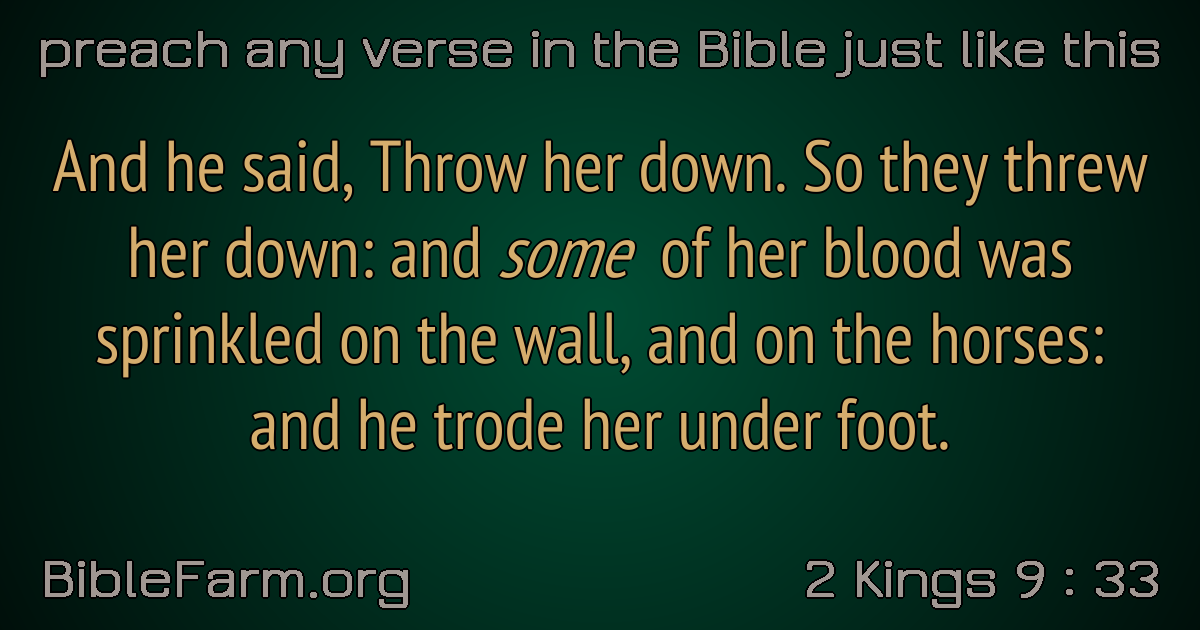 preach any verse in the Bible just like this
And he said, Throw her down. So they threw
her down: and some of her blood was
sprinkled on the wall, and on the horses:
and he trode her under foot.
BibleFarm.org
2 Kings 9 : 33